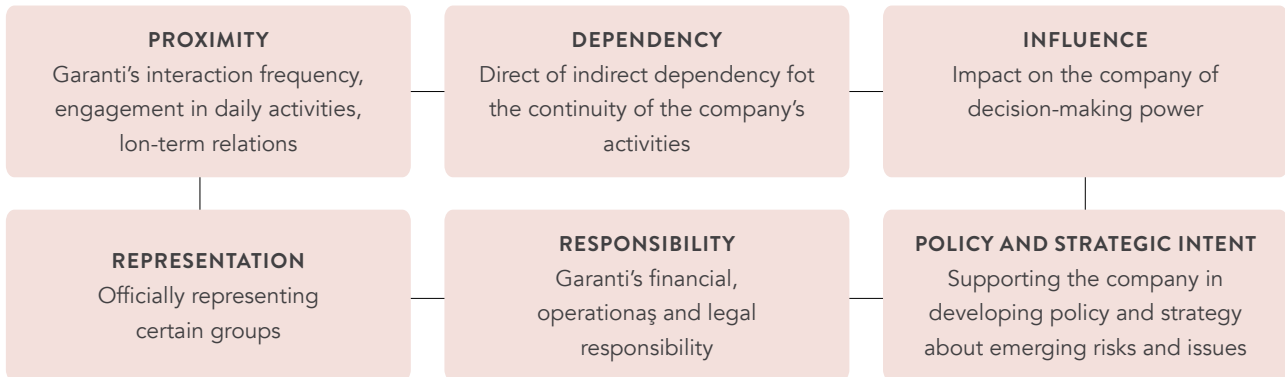 PROXIMITY
Garanti's interaction frequency,
engagement in daily activities,
lon-term relations
DEPENDENCY
Direct of indirect dependency fot
the continuity of the company's
activities
INFLUENCE
Impact on the company of
decision-making power
REPRESENTATION
Officially representing
certain groups
RESPONSIBILITY
Garanti's financial,
operationaş and legal
responsibility
POLICY AND STRATEGIC INTENT
Supporting the company in
developing policy and strategy
about emerging risks and issues